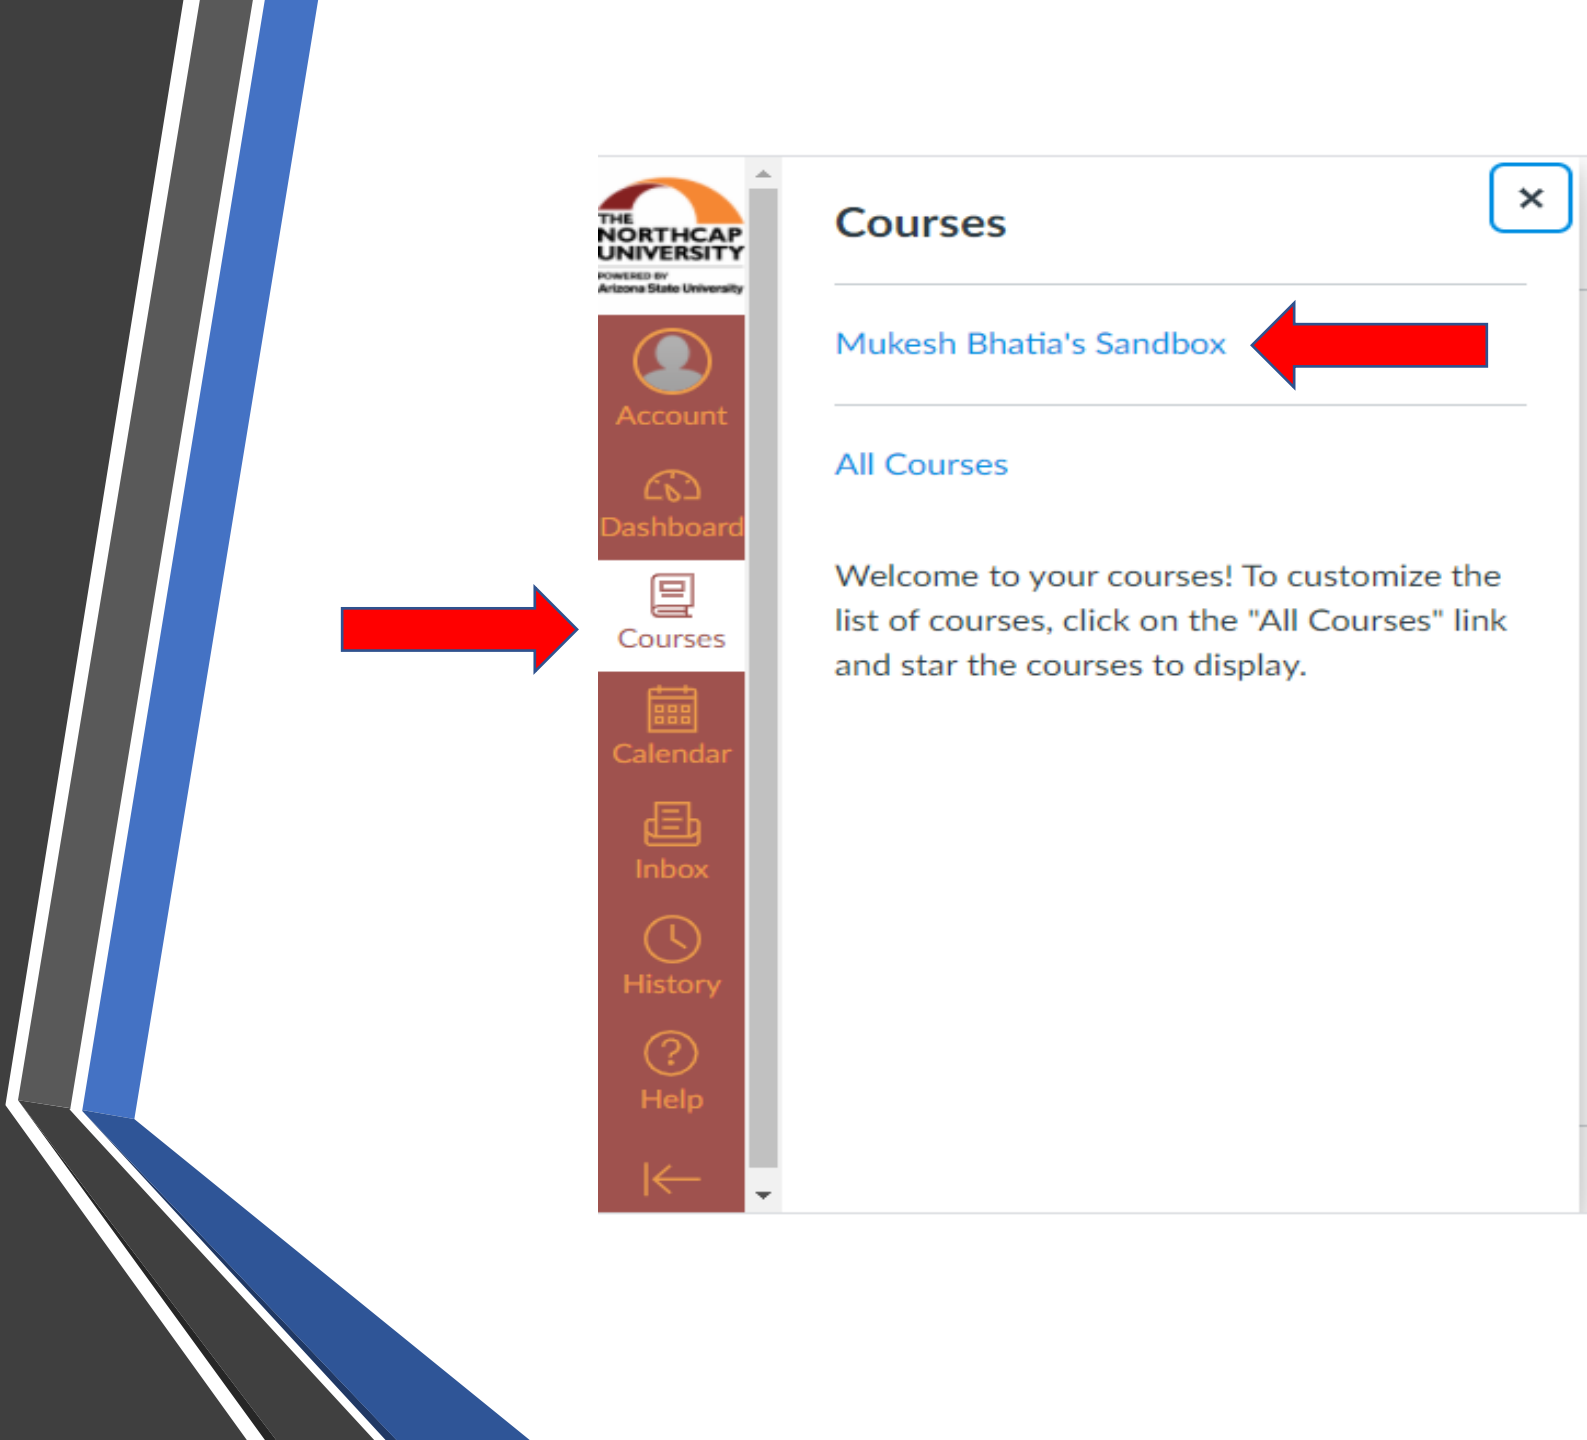 THE
NORTHCAP
UNIVERSITY
POWERED BY
Arizona State University
Account
Dashboard
Courses
Calendar
Inbox
History
Help
Courses
Mukesh Bhatia's Sandbox
All Courses
Welcome to your courses! To customize the
list of courses, click on the "All Courses" link
and star the courses to display.